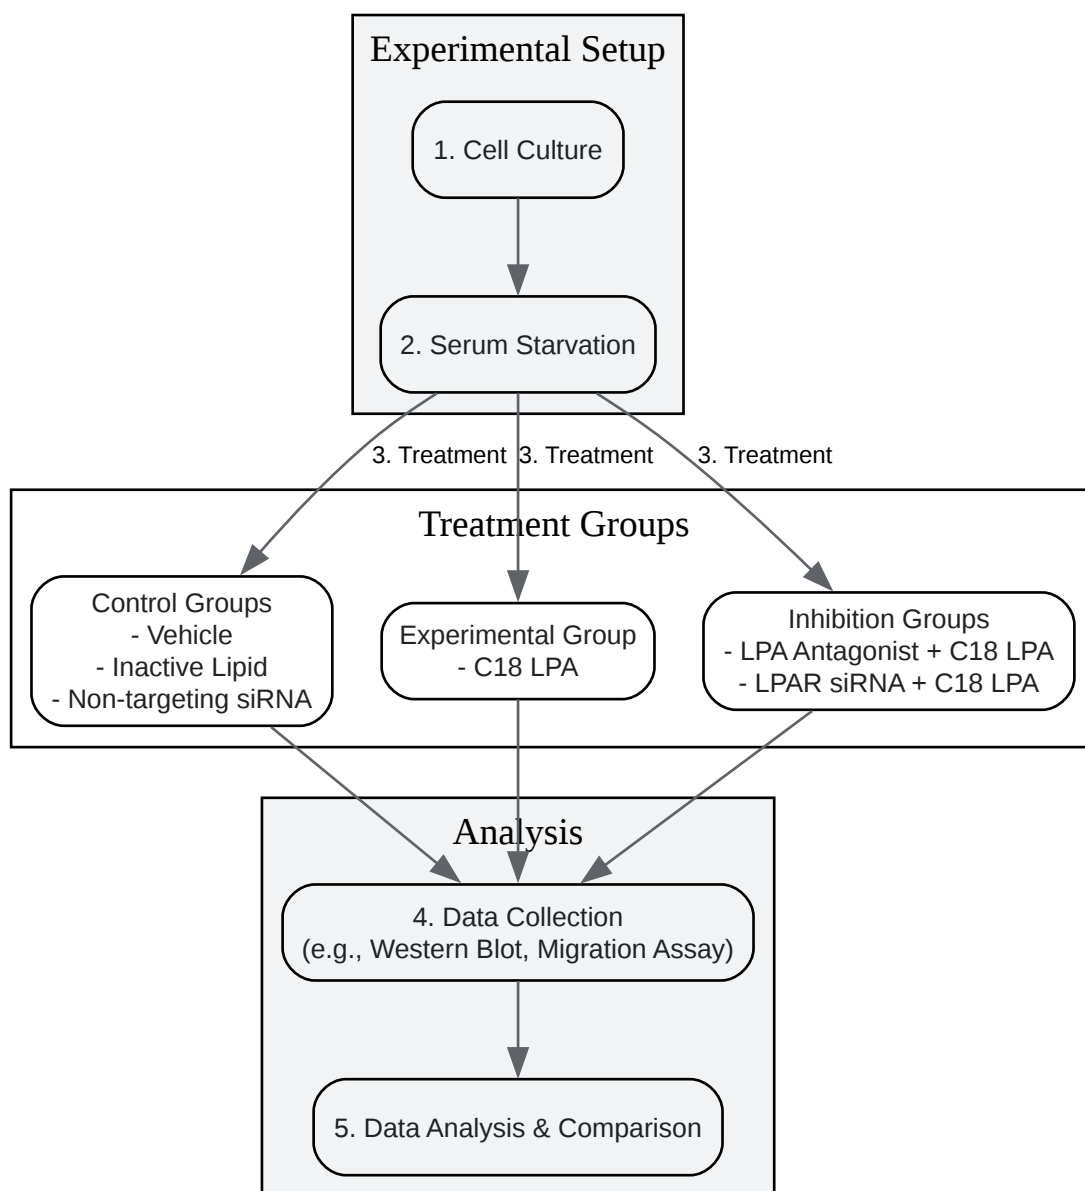 Experimental Setup
1. Cell Culture
2. Serum Starvation
3. Treatment
3. Treatment
3. Treatment
Treatment Groups
Control Groups
- Vehicle
- Inactive Lipid
- Non-targeting siRNA
Experimental Group
- C18 LPA
Inhibition Groups
- LPA Antagonist + C18 LPA
- LPAR siRNA + C18 LPA
Analysis
4. Data Collection
(e.g., Western Blot, Migration Assay)
5. Data Analysis & Comparison